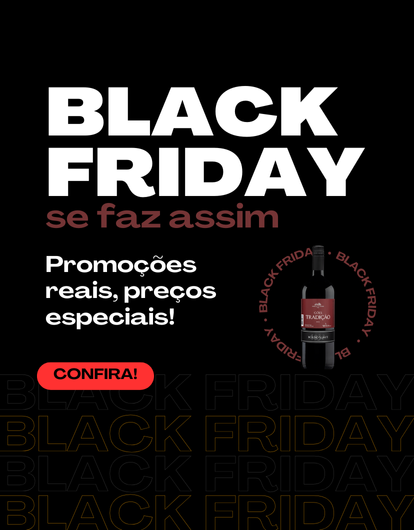 BLACK
FRIDAY
se faz assim
Promoções
reais, preços
especiais!
BLACK FRIDAY • BLACK FRIDAY • BLACK FRIDAY •
TRADIÇÃO
CONFIRA!
BLACK FRIDAY
BLACK FRIDAY
BLACK FRIDAY
BLACK FRIDAY